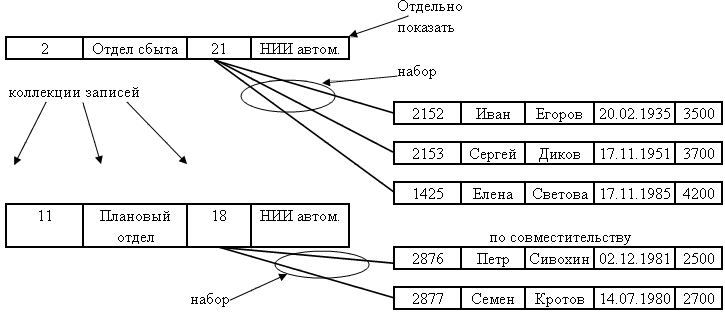 Отдельно
показать
2 Отдел сбыта 21 НИИ автом.
набор
коллекции записей
2152 Иван Егоров 20.02.1935 3500
2153 Сергей Диков 17.11.1951 3700
1425 Елена Светова 17.11.1985 4200
11 Плановый 18 НИИ автом.
отдел
по совместительству
2876 Петр Сивохин 02.12.1981 2500
набор
2877 Семен Кротов 14.07.1980 2700